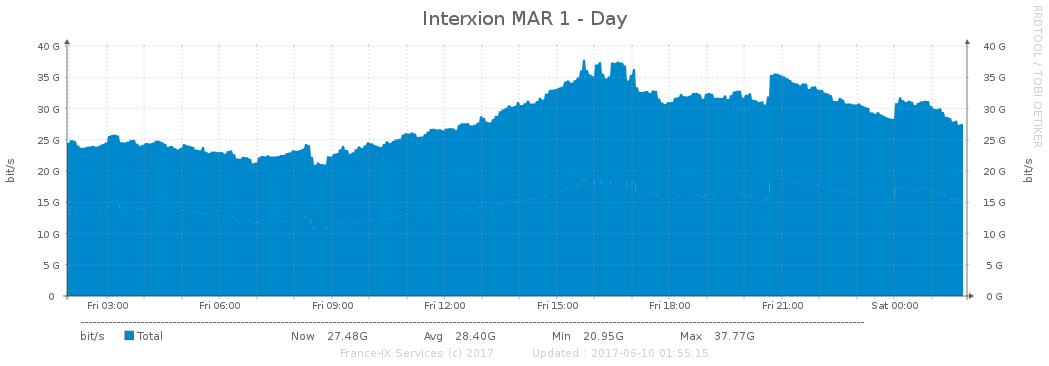 Interxion MAR 1 - Day
RRDTOOL / TOBI OETIKER
40 G 40 G
35 G 35 G
30 G 30 G
25 G 25 G
20 G 20 G
15 G 15 G
10 G 10 G
5 G 5 G
0 0 G
bit/s bit/s
Fri 03:00 Fri 06:00 Fri 09:00 Fri 12:00 Fri 15:00 Fri 18:00 Fri 21:00 Sat 00:00
bit/s Total Now 27.48G Avg 28.40G Min 20.95G Max 37.77G
France-IX Services (c) 2017 Updated : 2017-06-10 01:55:15